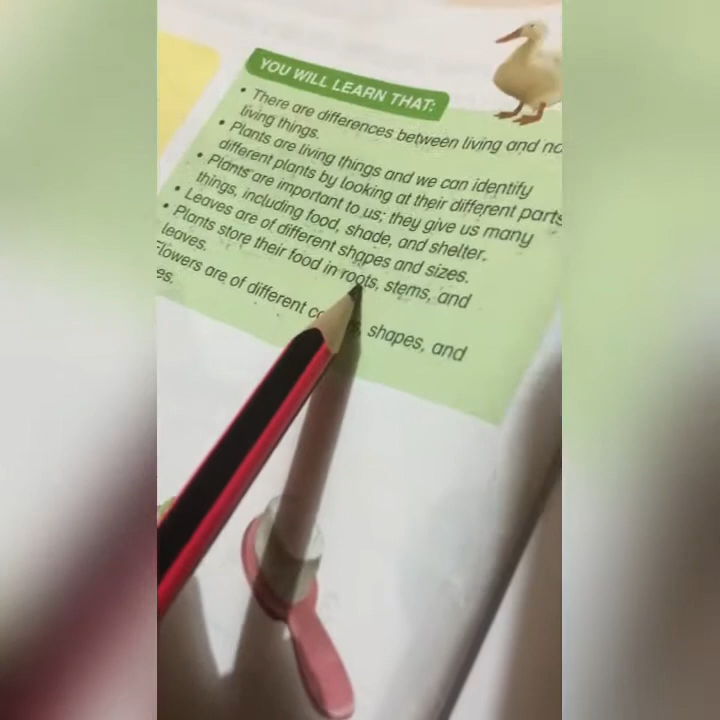 YOU WILL LEARN THAT:
• There are differences between living and
living things.
• Plants are living things and we can identify
different plants by looking at their different parts
• Plants are important to us; they give us many
things, including food, shade, and shelter.
• Leaves are of different shapes and sizes.
• Plants store their food in roots, stems, and
leaves.
Flowers are of different shapes, and